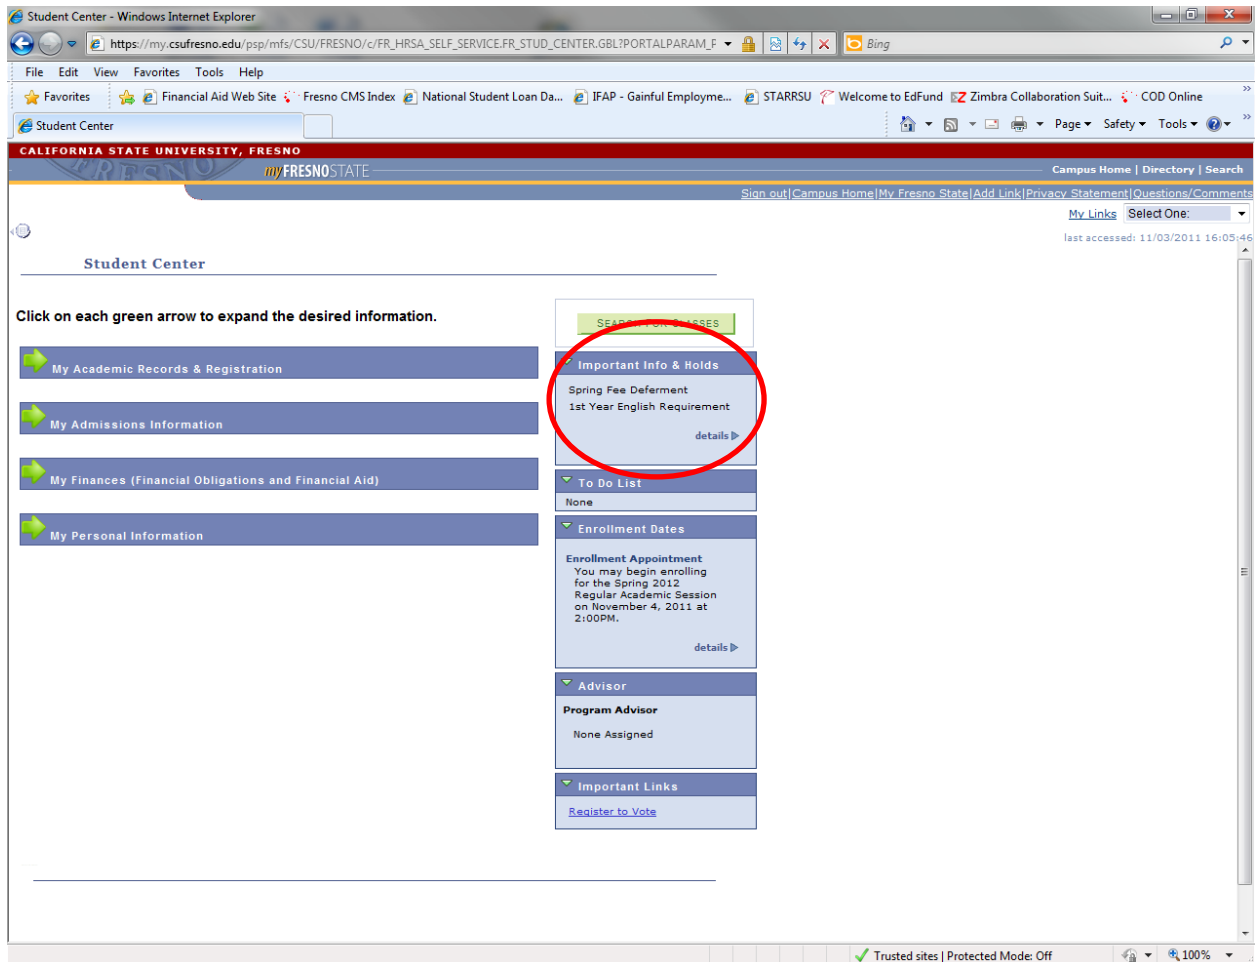 Student Center - Windows Internet Explorer
https://my.csufresno.edu/psp/mfs/CSU/FRESNO/c/FR_HRSA_SELF_SERVICE.FR_STUD_CENTER.GBL?PORTALPARAM_F
Bing
File Edit View Favorites Tools Help
Favorites Financial Aid Web Site Fresno CMS Index National Student Loan Da... IFAP - Gainful Employme... STARRSU Welcome to EdFund Zimbra Collaboration Suit... COD Online
Student Center
Page Safety Tools
CALIFORNIA STATE UNIVERSITY, FRESNO
FRESNO
my FRESNOSTATE
Campus Home | Directory | Search
Sign out|Campus Home|My Fresno State|Add Link|Privacy Statement|Questions/Comments
My Links Select One:
last accessed: 11/03/2011 16:05:46
Student Center
Click on each green arrow to expand the desired information.
My Academic Records & Registration
My Admissions Information
My Finances (Financial Obligations and Financial Aid)
My Personal Information
SEARCH FOR CLASSES
Important Info & Holds
Spring Fee Deferment
1st Year English Requirement
details
To Do List
None
Enrollment Dates
Enrollment Appointment
You may begin enrolling
for the Spring 2012
Regular Academic Session
on November 4, 2011 at
2:00PM.
details
Advisor
Program Advisor
None Assigned
Important Links
Register to Vote
Trusted sites | Protected Mode: Off
100%